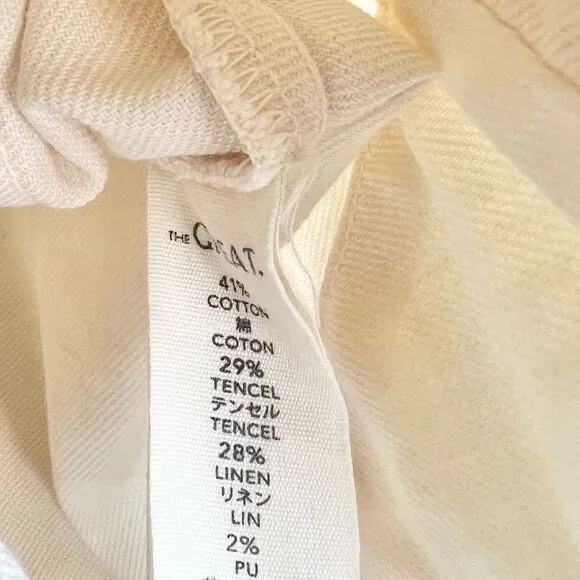 THE GREAT.
41%
COTTON
綿
COTON
29%
TENCEL
テンセル
TENCEL
28%
LINEN
リネン
LIN
2%
PU